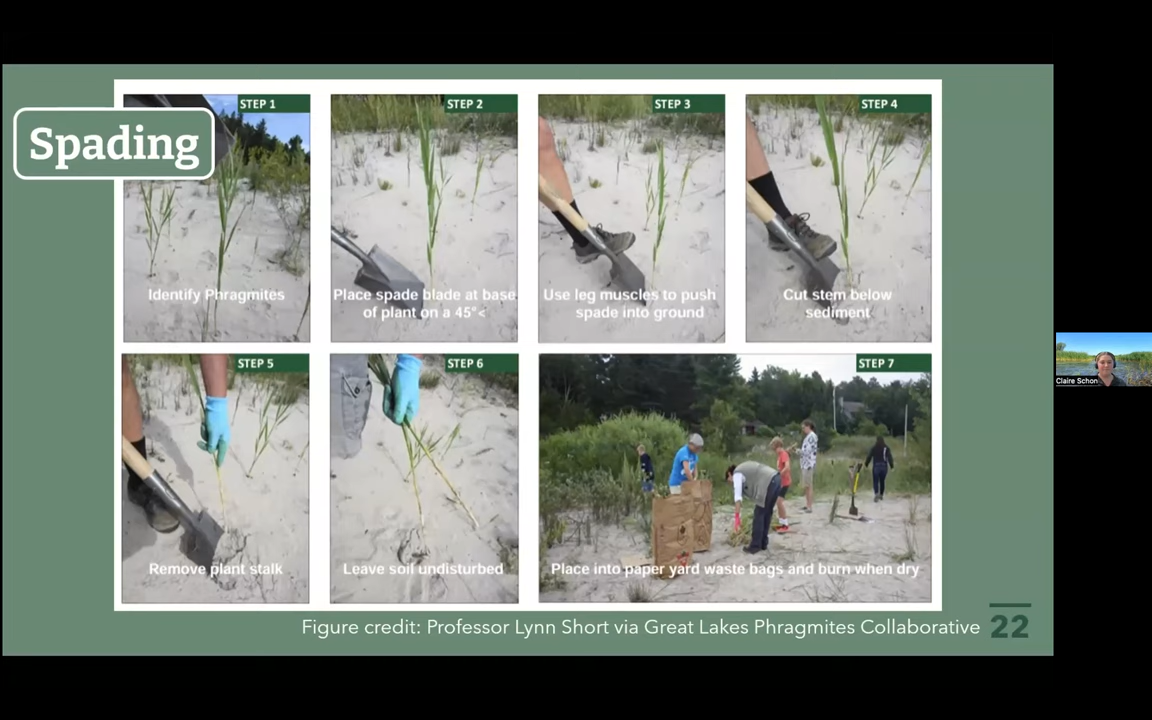 Spading
STEP 1
Identify Phragmites
STEP 2
Place spade blade at base
of plant on a 45°<
STEP 3
Use leg muscles to push
spade into ground
STEP 4
Cut stem below
sediment
STEP 5
Remove plant stalk
STEP 6
Leave soil undisturbed
STEP 7
Place into paper yard waste bags and burn when dry
Figure credit: Professor Lynn Short via Great Lakes Phragmites Collaborative
22
Claire Schon